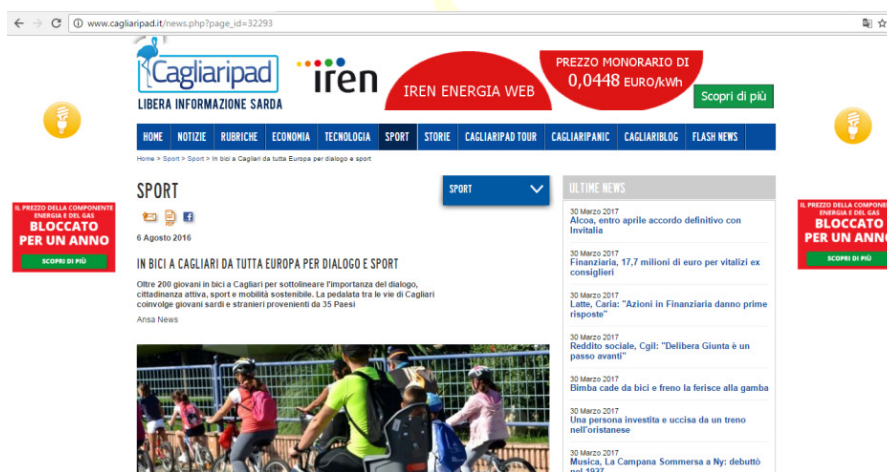 www.cagliaripad.it/news.php?page_id=32293
Cagliaripad
LIBERA INFORMAZIONE SARDA
iren
IREN ENERGIA WEB
PREZZO MONORARIO DI
0,0448 EURO/kWh
Scopri di più
HOME NOTIZIE RUBRICHE ECONOMIA TECNOLOGIA SPORT STORIE CAGLIARIPAD TOUR CAGLIARIPANIC CAGLIARIBLOG FLASH NEWS
Home > Sport > Sport > In bici a Cagliari da tutta Europa per dialogo e sport
IL PREZZO DELLA COMPONENTE
ENERGIA E DEL GAS
BLOCCATO
PER UN ANNO
SCOPRI DI PIÙ
SPORT
SPORT
6 Agosto 2016
IN BICI A CAGLIARI DA TUTTA EUROPA PER DIALOGO E SPORT
Oltre 200 giovani in bici a Cagliari per sottolineare l'importanza del dialogo,
cittadinanza attiva, sport e mobilità sostenibile. La pedalata tra le vie di Cagliari
coinvolge giovani sardi e stranieri provenienti da 35 Paesi
Ansa News
ULTIME NEWS
30 Marzo 2017
Alcoa, entro aprile accordo definitivo con
Invitalia
30 Marzo 2017
Finanziaria, 17,7 milioni di euro per vitalizi ex
consiglieri
30 Marzo 2017
Latte, Caria: "Azioni in Finanziaria danno prime
risposte"
30 Marzo 2017
Reddito sociale, Cgil: "Delibera Giunta è un
passo avanti"
30 Marzo 2017
Bimba cade da bici e freno la ferisce alla gamba
30 Marzo 2017
Una persona investita e uccisa da un treno
nell'oristanese
30 Marzo 2017
Musica, La Campana Sommersa a Ny: debuttò
nel 1937
IL PREZZO DELLA COMPONE
ENERGIA E DEL GAS
BLOCCATO
PER UN ANNO
SCOPRI DI PIÙ